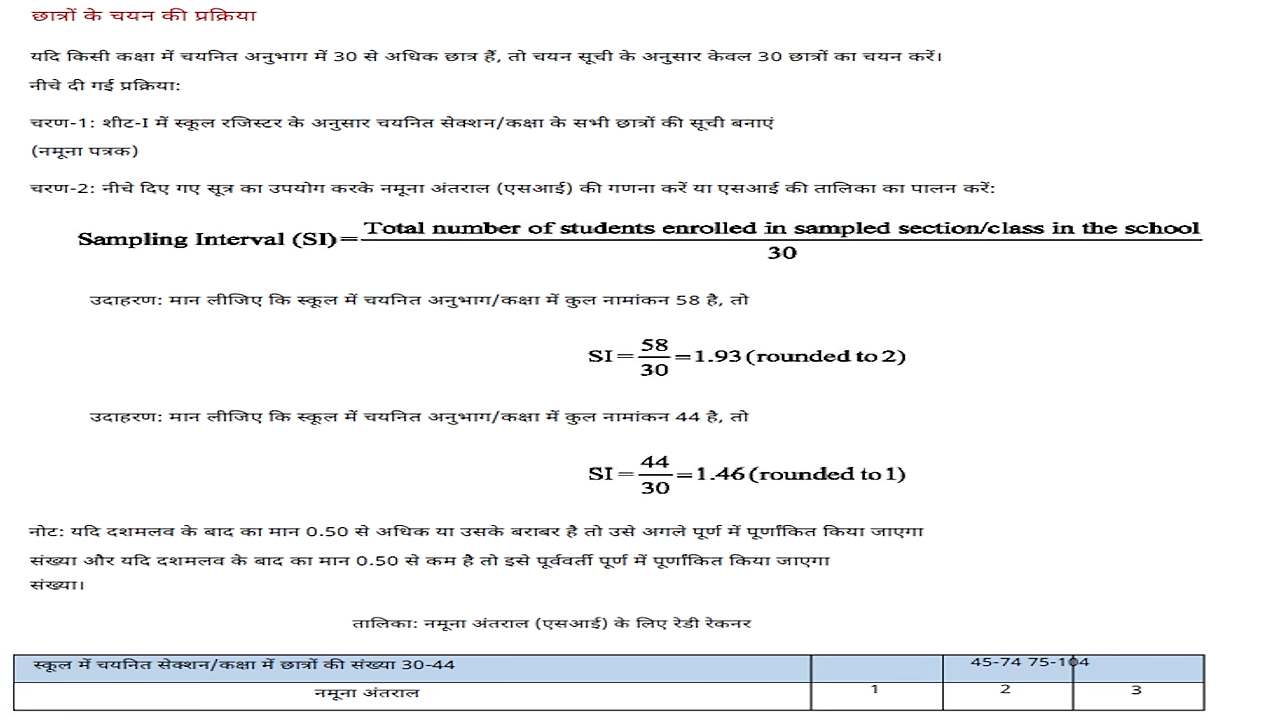 छात्रों के चयन की प्रक्रिया
यदि किसी कक्षा में चयनित अनुभाग में 30 से अधिक छात्र हैं, तो चयन सूची के अनुसार केवल 30 छात्रों का चयन करें।
नीचे दी गई प्रक्रिया:
चरण-1: शीट-I में स्कूल रजिस्टर के अनुसार चयनित सेक्शन/कक्षा के सभी छात्रों की सूची बनाएं
(नमूना पत्रक)
चरण-2: नीचे दिए गए सूत्र का उपयोग करके नमूना अंतराल (एसआई) की गणना करें या एसआई की तालिका का पालन करें:
Sampling Interval (SI)= Total number of students enrolled in sampled section/class in the school
30
उदाहरण: मान लीजिए कि स्कूल में चयनित अनुभाग/कक्षा में कुल नामांकन 58 है, तो
SI = 58/30 = 1.93 (rounded to 2)
उदाहरण: मान लीजिए कि स्कूल में चयनित अनुभाग/कक्षा में कुल नामांकन 44 है, तो
SI = 44/30 = 1.46 (rounded to 1)
नोट: यदि दशमलव के बाद का मान 0.50 से अधिक या उसके बराबर है तो उसे अगले पूर्ण में पूर्णांकित किया जाएगा
संख्या और यदि दशमलव के बाद का मान 0.50 से कम है तो इसे पूर्ववर्ती पूर्ण में पूर्णांकित किया जाएगा
संख्या।
तालिका: नमूना अंतराल (एसआई) के लिए रेडी रेकनर
स्कूल में चयनित सेक्शन/कक्षा में छात्रों की संख्या 30-44 45-74 75-104
नमूना अंतराल 1 2 3